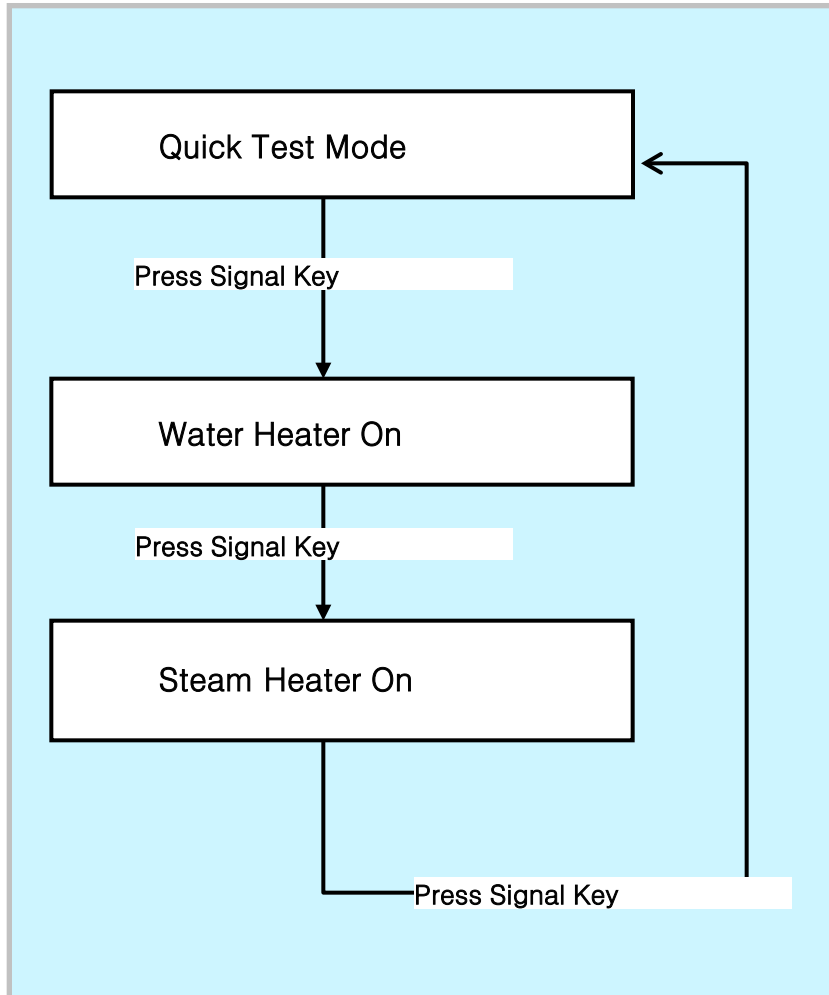 Quick Test Mode
Press Signal Key
Water Heater On
Press Signal Key
Steam Heater On
Press Signal Key